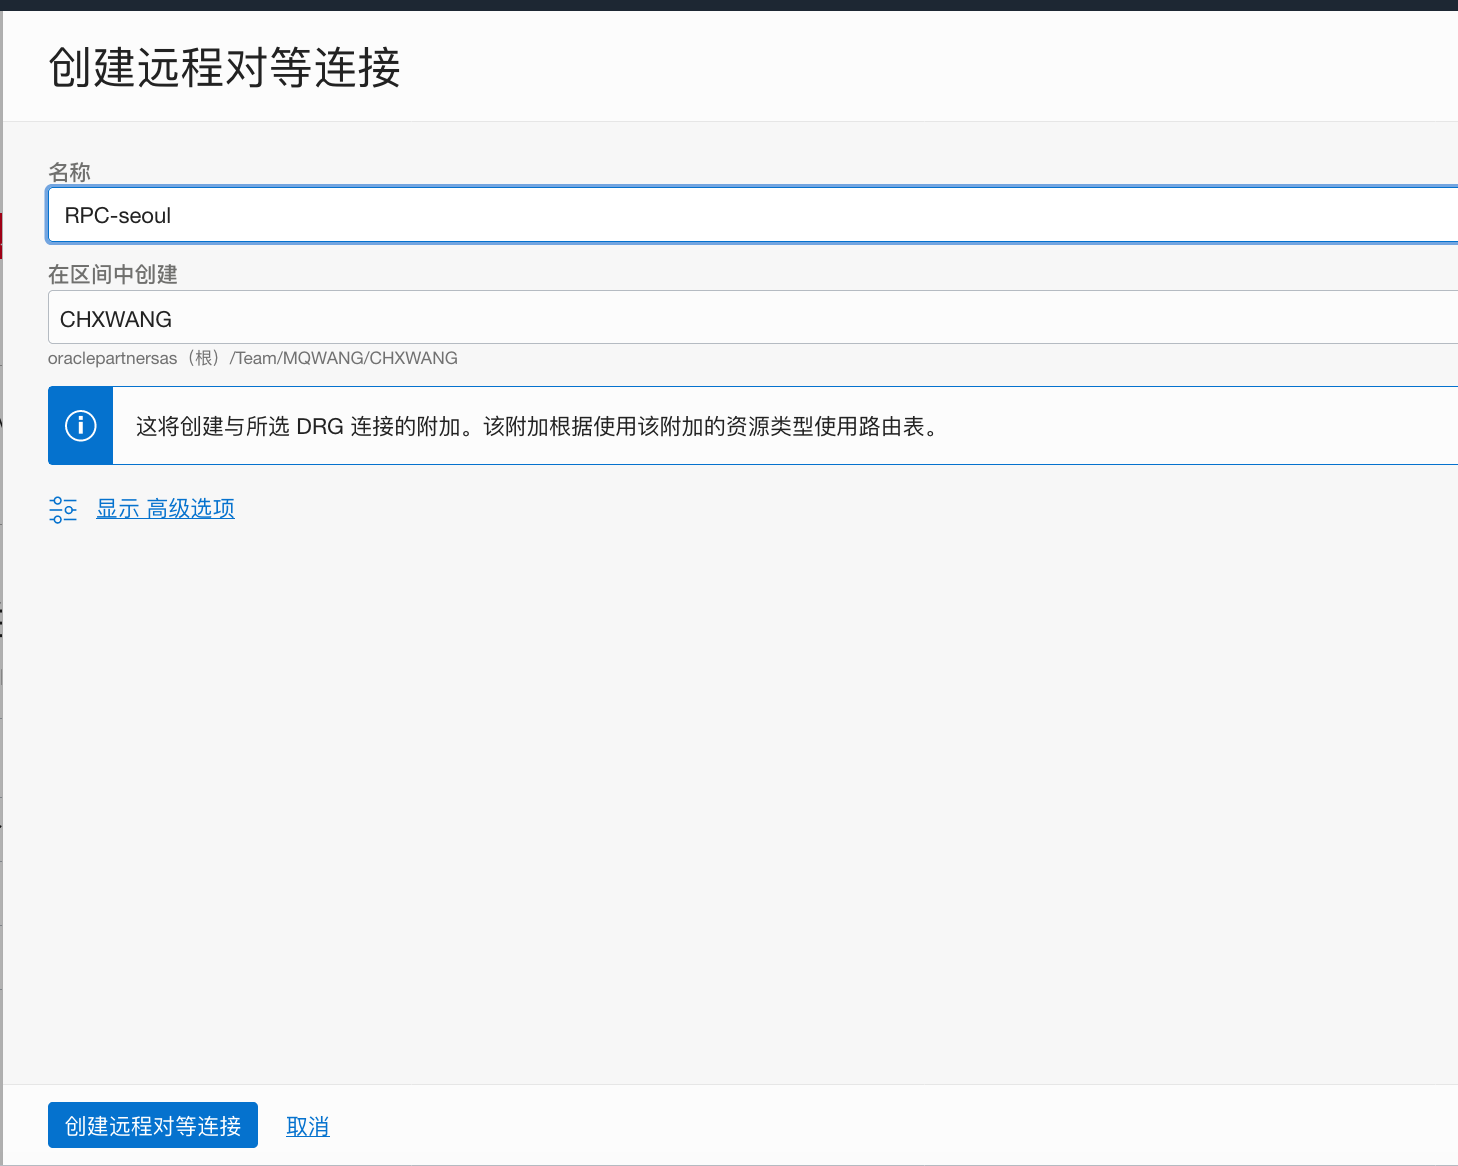 创建远程对等连接
名称
RPC-seoul
在区间中创建
CHXWANG
oraclepartnersas（根）/Team/MQWANG/CHXWANG
这将创建与所选 DRG 连接的附加。该附加根据使用该附加的资源类型使用路由表。
显示 高级选项
创建远程对等连接 取消